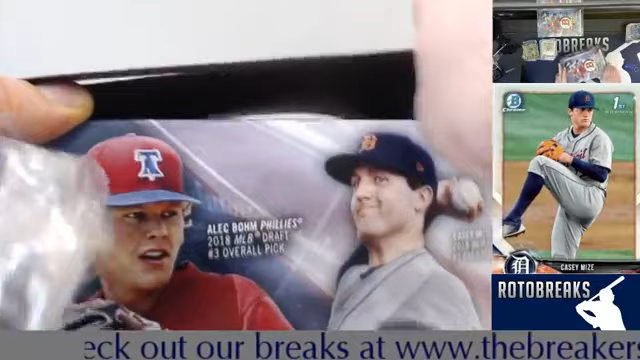 ALEC BOHM PHILLIES®
2018 MLB® DRAFT
#3 OVERALL PICK
BREAKS
1ST
CASEY MIZE
ROTOBREAKS
eck out our breaks at www.thebreaker